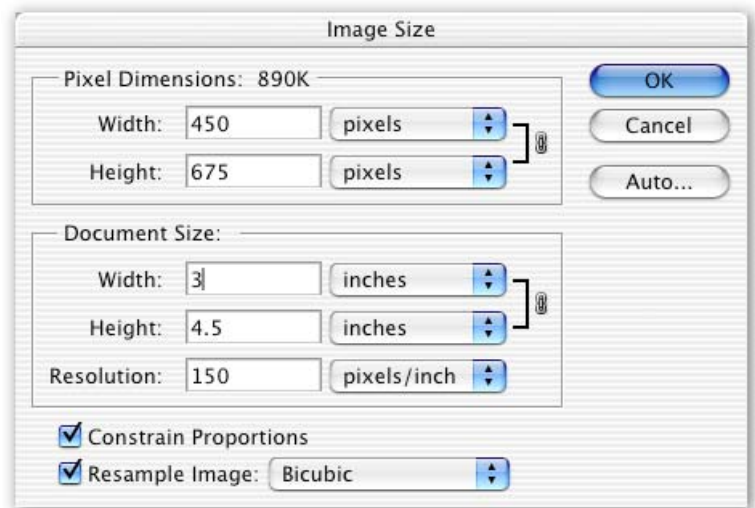 Image Size
Pixel Dimensions: 890K
Width: 450 pixels
Height: 675 pixels
Document Size:
Width: 3 inches
Height: 4.5 inches
Resolution: 150 pixels/inch
Constrain Proportions
Resample Image: Bicubic
OK
Cancel
Auto...